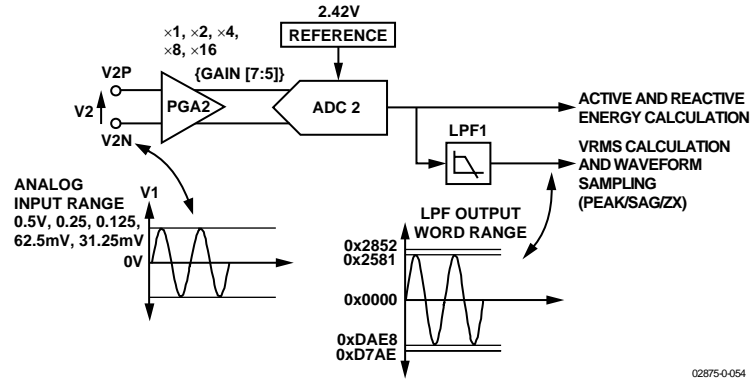 2.42V
REFERENCE
×1, ×2, ×4,
×8, ×16
{GAIN [7:5]}
V2P
V2
V2N
PGA2
ADC 2
ACTIVE AND REACTIVE
ENERGY CALCULATION
LPF1
VRMS CALCULATION
AND WAVEFORM
SAMPLING
(PEAK/SAG/ZX)
ANALOG
INPUT RANGE
0.5V, 0.25, 0.125,
62.5mV, 31.25mV
V1
0V
LPF OUTPUT
WORD RANGE
0x2852
0x2581
0x0000
0xDAE8
0xD7AE
02875-0-054